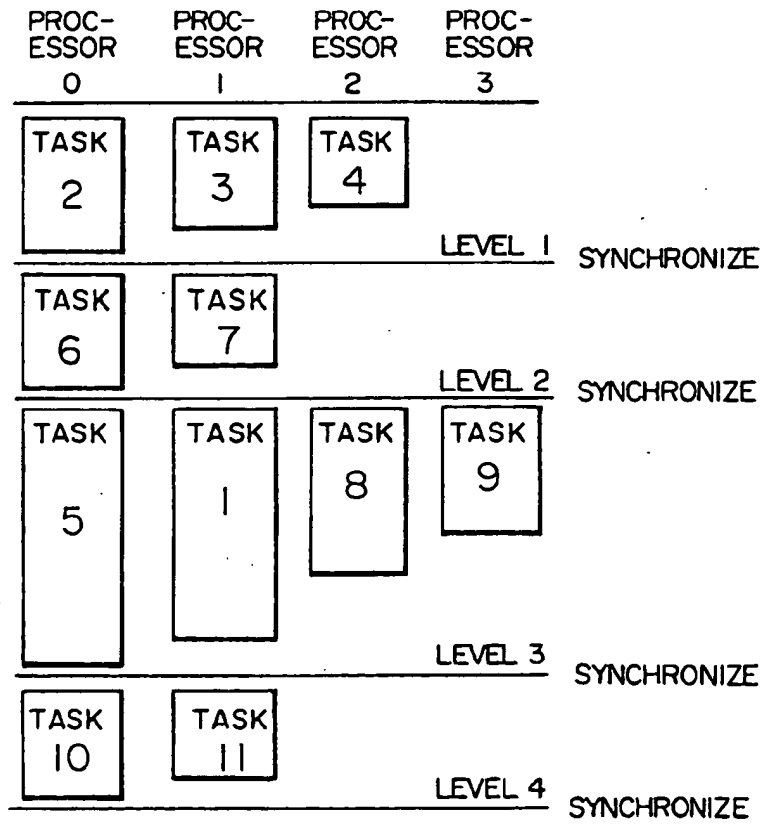 PROC- PROC- PROC- PROC-
ESSOR ESSOR ESSOR ESSOR
0 1 2 3
TASK TASK TASK
2 3 4
LEVEL 1 SYNCHRONIZE
TASK TASK
6 7
LEVEL 2 SYNCHRONIZE
TASK TASK TASK TASK
5 1 8 9
LEVEL 3 SYNCHRONIZE
TASK TASK
10 11
LEVEL 4 SYNCHRONIZE